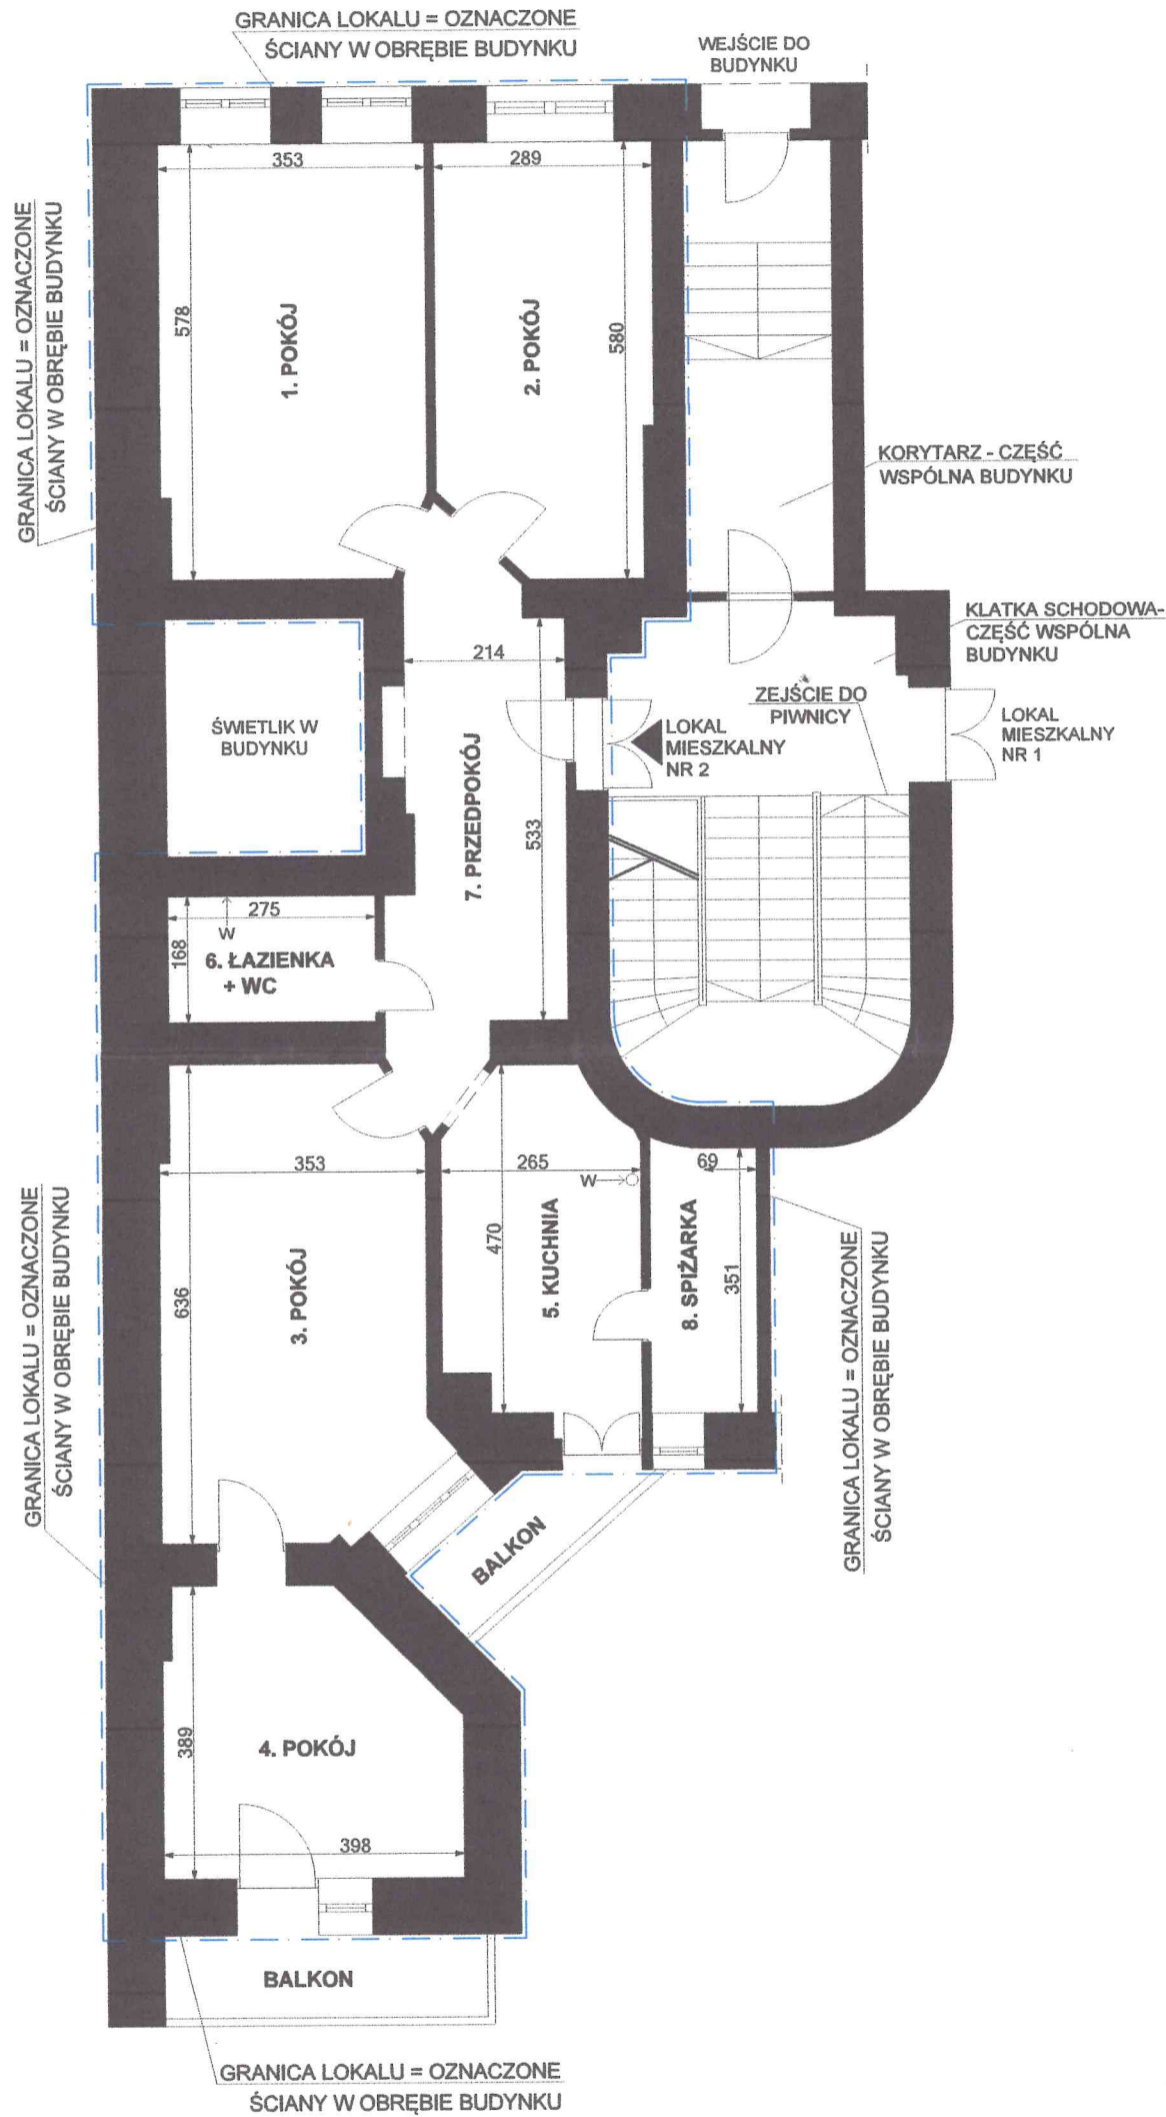 GRANICA LOKALU = OZNACZONE
ŚCIANY W OBRĘBIE BUDYNKU
WEJŚCIE DO
BUDYNKU
353
289
GRANICA LOKALU = OZNACZONE
ŚCIANY W OBRĘBIE BUDYNKU
578
1. POKÓJ
2. POKÓJ
580
KORYTARZ - CZĘŚĆ
WSPÓLNA BUDYNKU
KLATKA SCHODOWA-
CZĘŚĆ WSPÓLNA
BUDYNKU
214
ZEJŚCIE DO
PIWNICY
ŚWIETLIK W
BUDYNKU
LOKAL
MIESZKALNY
NR 2
LOKAL
MIESZKALNY
NR 1
7. PRZEDPOKÓJ
533
275
W
168
6. ŁAZIENKA
+ WC
353
265
W
69
GRANICA LOKALU = OZNACZONE
ŚCIANY W OBRĘBIE BUDYNKU
636
3. POKÓJ
470
5. KUCHNIA
8. SPIŻARKA
351
GRANICA LOKALU = OZNACZONE
ŚCIANY W OBRĘBIE BUDYNKU
BALKON
389
4. POKÓJ
398
BALKON
GRANICA LOKALU = OZNACZONE
ŚCIANY W OBRĘBIE BUDYNKU